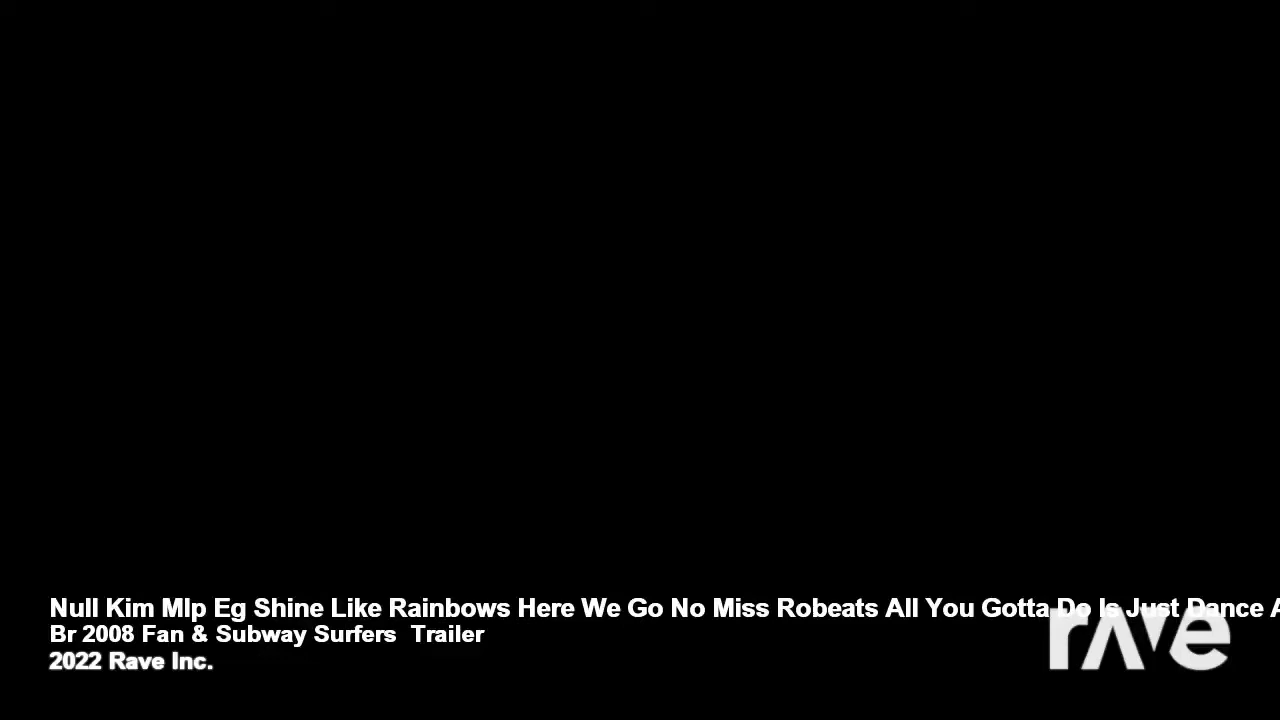 Null Kim Mlp Eg Shine Like Rainbows Here We Go No Miss Robeats All You Gotta Do Is Just Dance A
Br 2008 Fan & Subway Surfers  Trailer
2022 Rave Inc.
rave